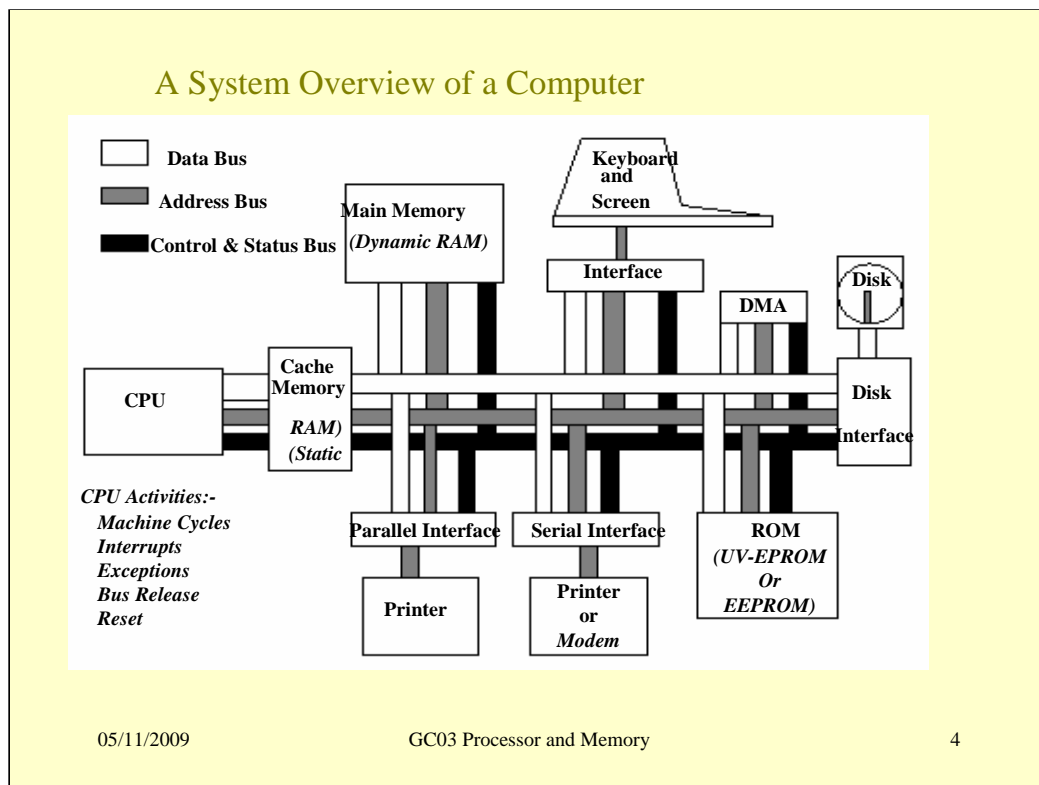 A System Overview of a Computer
Data Bus
Address Bus
Control & Status Bus
Main Memory
(Dynamic RAM)
Keyboard
and
Screen
Interface
DMA
Disk
CPU
Cache
Memory
RAM)
(Static
Disk
Interface
CPU Activities:-
Machine Cycles
Interrupts
Exceptions
Bus Release
Reset
Parallel Interface
Printer
Serial Interface
Printer
or
Modem
ROM
(UV-EPROM
Or
EEPROM)
05/11/2009
GC03 Processor and Memory
4